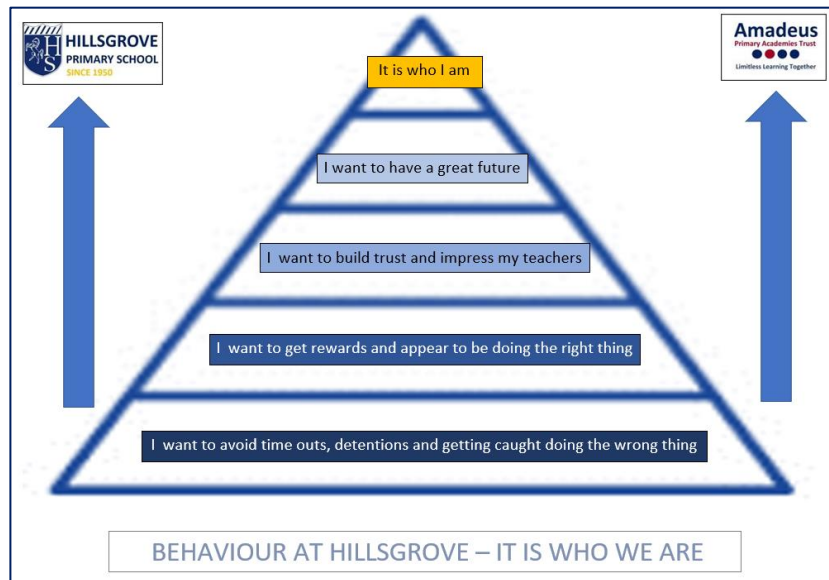 HILLSGROVE
PRIMARY SCHOOL
SINCE 1950
HS
Amadeus
Primary Academies Trust
Limitless Learning Together
It is who I am
I want to have a great future
I want to build trust and impress my teachers
I want to get rewards and appear to be doing the right thing
I want to avoid time outs, detentions and getting caught doing the wrong thing
BEHAVIOUR AT HILLSGROVE – IT IS WHO WE ARE